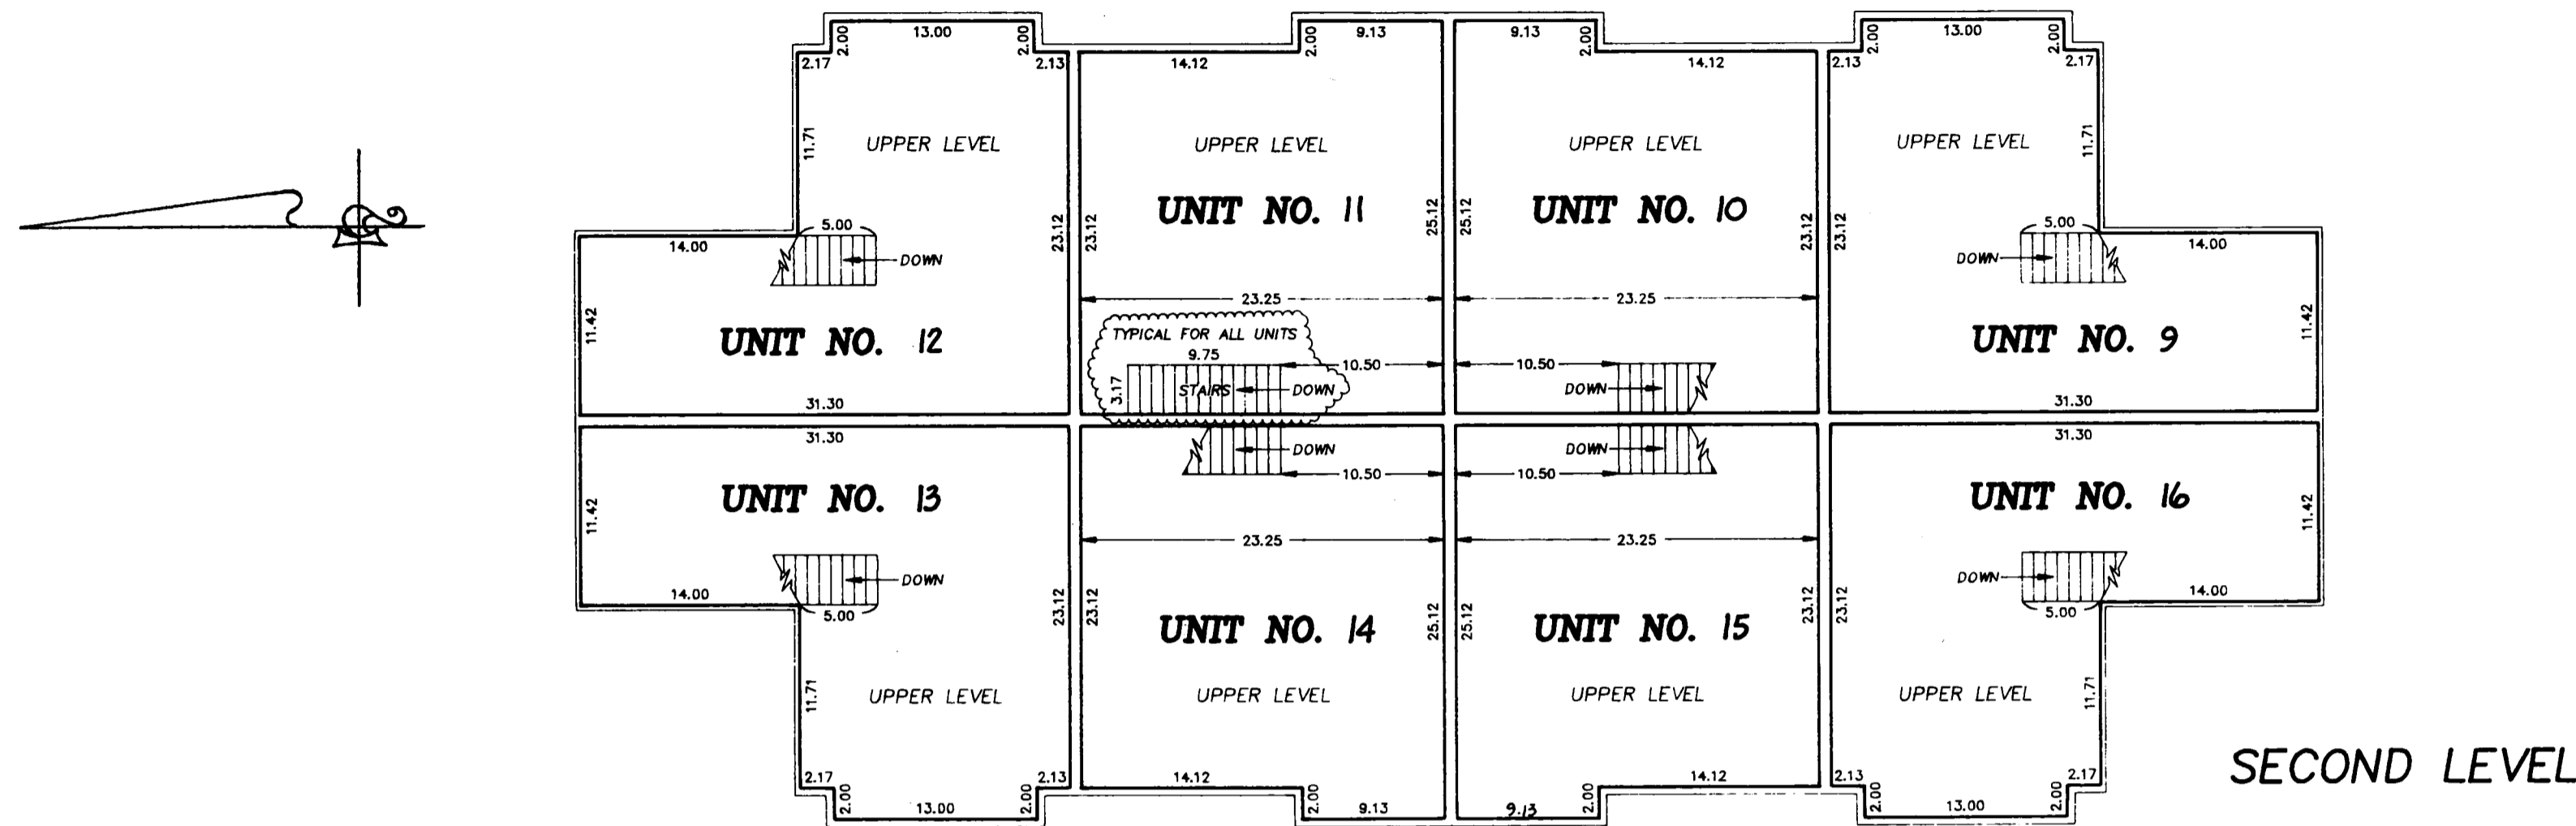 13.00 9.13 9.13 13.00
2.00 2.00 2.00 2.00 2.00 2.00
2.17 2.13 14.12 14.12 2.13 2.17
11.71 UPPER LEVEL UPPER LEVEL UPPER LEVEL UPPER LEVEL 11.71
UNIT NO. 11 UNIT NO. 10
23.12 23.12 25.12 25.12 23.12 23.12
14.00 5.00 5.00 14.00
DOWN DOWN
23.25 23.25
11.42 UNIT NO. 12 TYPICAL FOR ALL UNITS UNIT NO. 9 11.42
9.75 10.50 10.50
3.17 STAIRS DOWN DOWN
31.30 31.30
31.30 31.30
DOWN DOWN
10.50 10.50
11.42 UNIT NO. 13 UNIT NO. 16 11.42
23.25 23.25
DOWN DOWN
14.00 5.00 5.00 14.00
23.12 23.12 25.12 25.12 23.12 23.12
UNIT NO. 14 UNIT NO. 15
11.71 UPPER LEVEL UPPER LEVEL UPPER LEVEL UPPER LEVEL 11.71
2.17 2.13 14.12 14.12 2.13 2.17
2.00 2.00 2.00 2.00 2.00 2.00
13.00 9.13 9.13 13.00
SECOND LEVEL